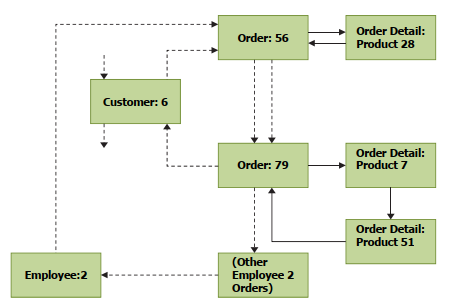 Order: 56
Order Detail:
Product 28
Customer: 6
Order: 79
Order Detail:
Product 7
Order Detail:
Product 51
Employee:2
(Other
Employee 2
Orders)